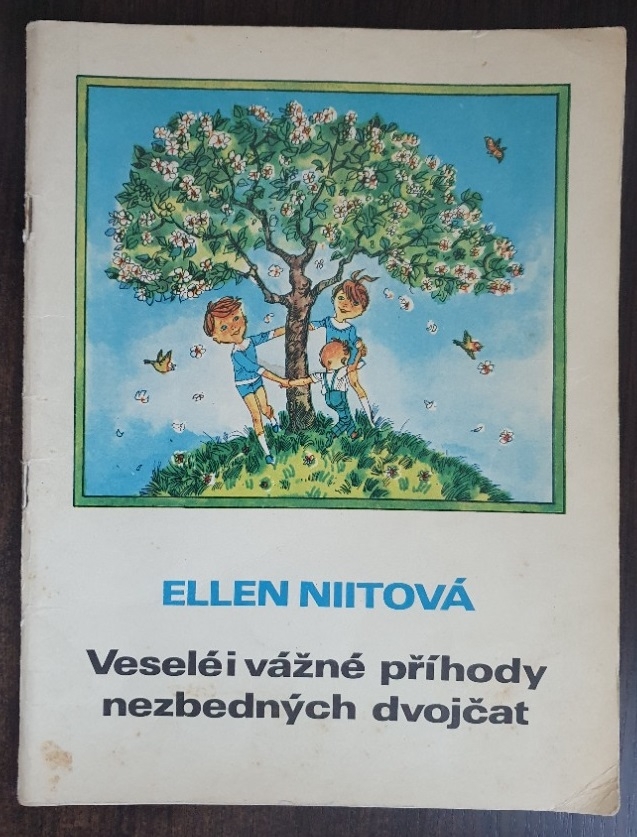 ELLEN NIITOVÁ
Veselé i vážné příhody
nezbedných dvojčat